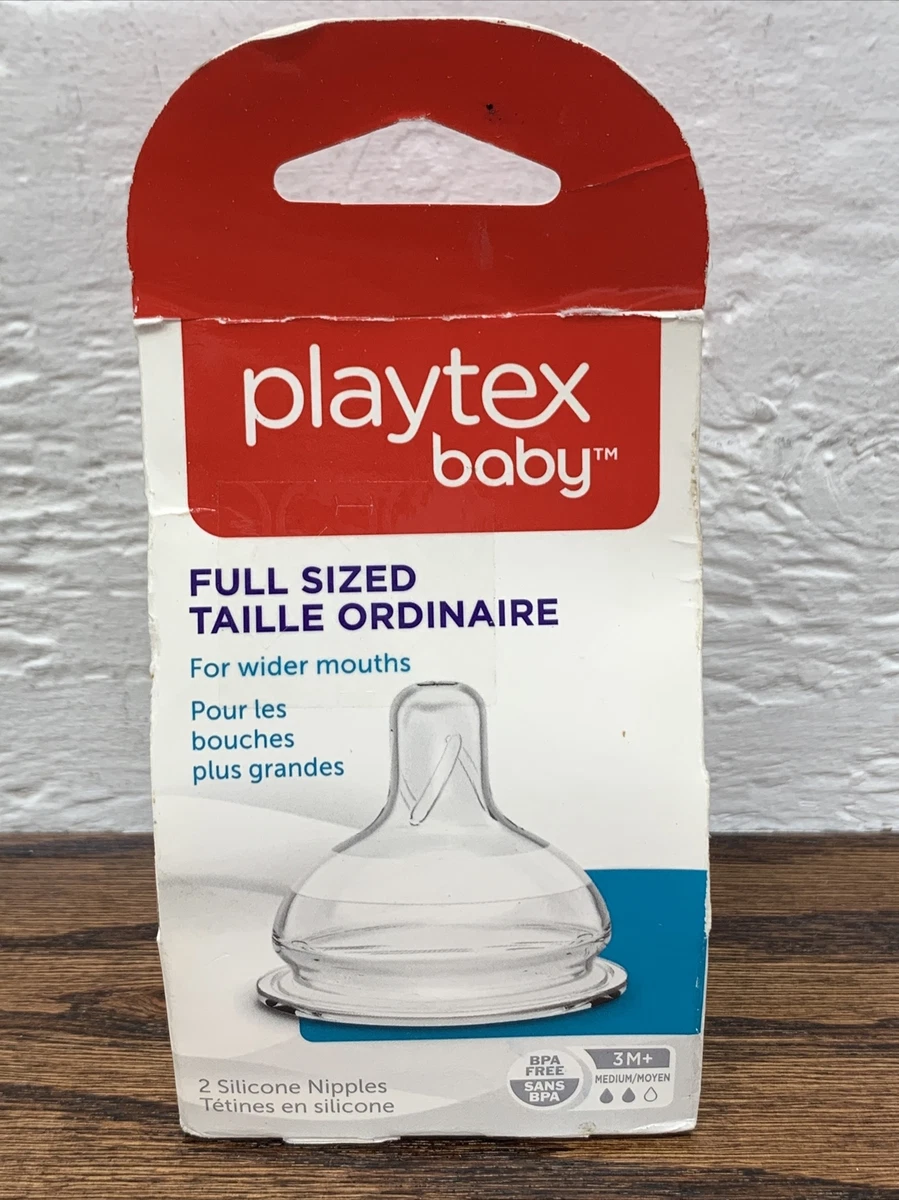 playtex
baby™
FULL SIZED
TAILLE ORDINAIRE
For wider mouths
Pour les
bouches
plus grandes
2 Silicone Nipples
Tétines en silicone
BPA
FREE
SANS
BPA
3M+
MEDIUM/MOYEN